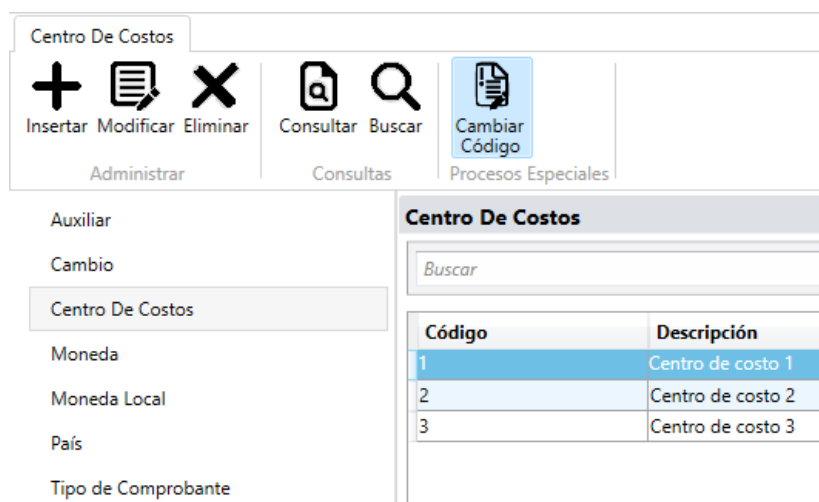 Centro De Costos
Insertar Modificar Eliminar
Administrar
Consultar Buscar
Consultas
Cambiar
Código
Procesos Especiales
Auxiliar
Cambio
Centro De Costos
Moneda
Moneda Local
País
Tipo de Comprobante
Centro De Costos
Buscar
Código Descripción
1 Centro de costo 1
2 Centro de costo 2
3 Centro de costo 3